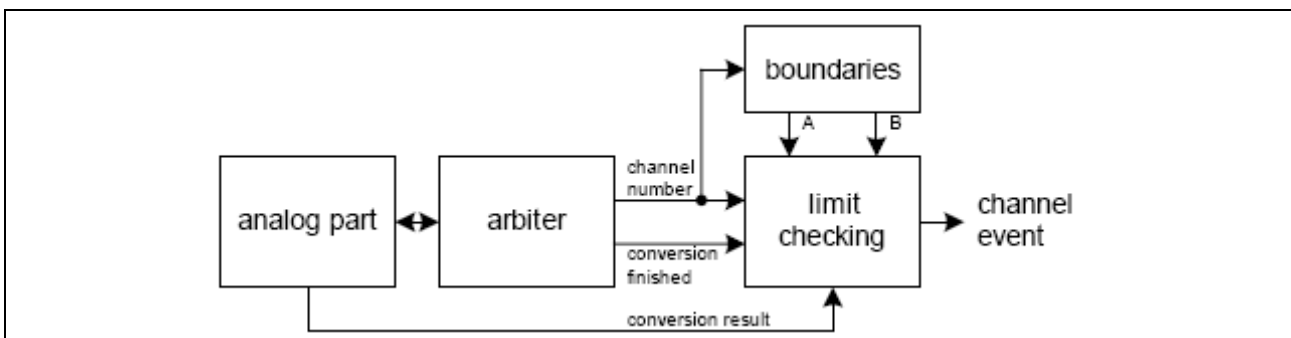 boundaries
A
B
analog part
arbiter
channel
number
conversion
finished
limit
checking
channel
event
conversion result